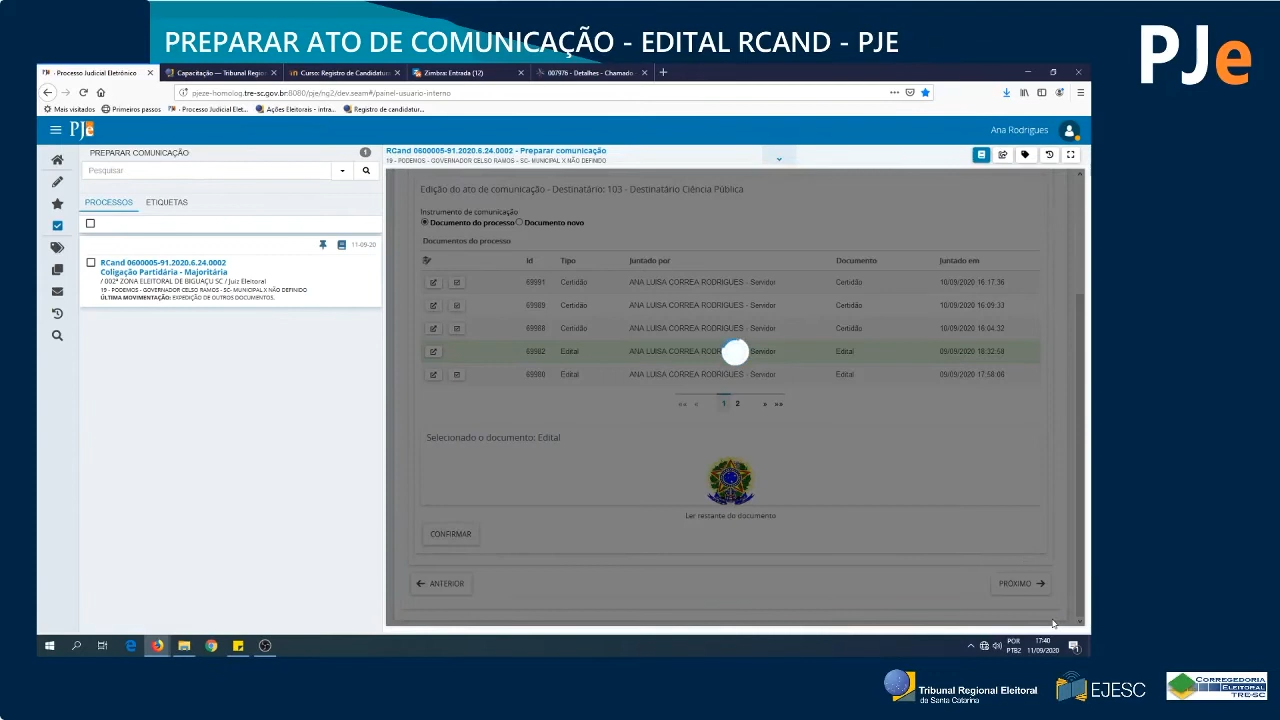 PREPARAR ATO DE COMUNICAÇÃO - EDITAL RCAND - PJE
PJe
- Processo Judicial Eletrônico
Capacitação — Tribunal Regio
Curso: Registro de Candidatura
Zimbra: Entrada (12)
007976 - Detalhes - Chamado
Mais
pjeze-homolog.tre-sc.gov.br:8080/pje/ng2/dev.seam#/painel-usuario-interno
Mais visitados
Primeiros passos
- Processo Judicial Elet...
Ações Eleitorais - intra...
Registro de candidatur...
PJe
Ana Rodrigues
PREPARAR COMUNICAÇÃO
1
Pesquisar
PROCESSOS
ETIQUETAS
11-09-20
RCand 0600005-91.2020.6.24.0002
Coligação Partidária - Majoritária
/ 002ª ZONA ELEITORAL DE BIGUAÇU SC / Juiz Eleitoral
19 - PODEMOS - GOVERNADOR CELSO RAMOS - SC- MUNICIPAL X NÃO DEFINIDO
ÚLTIMA MOVIMENTAÇÃO: EXPEDIÇÃO DE OUTROS DOCUMENTOS.
RCand 0600005-91.2020.6.24.0002 - Preparar comunicação
19 - PODEMOS - GOVERNADOR CELSO RAMOS - SC- MUNICIPAL X NÃO DEFINIDO
Edição do ato de comunicação - Destinatário: 103 - Destinatário Ciência Pública
Instrumento de comunicação
Documento do processo Documento novo
Documentos do processo
Id Tipo Juntado por Documento Juntado em
69991 Certidão ANA LUISA CORREA RODRIGUES - Servidor Certidão 10/09/2020 16:17:36
69989 Certidão ANA LUISA CORREA RODRIGUES - Servidor Certidão 10/09/2020 16:09:33
69988 Certidão ANA LUISA CORREA RODRIGUES - Servidor Certidão 10/09/2020 16:04:32
69982 Edital ANA LUISA CORREA RODR Servidor Edital 09/09/2020 18:32:58
69980 Edital ANA LUISA CORREA RODRIGUES - Servidor Edital 09/09/2020 17:58:06
«« « 1 2 » »»
Selecionado o documento: Edital
Ler restante do documento
CONFIRMAR
ANTERIOR
PRÓXIMO
POR
PTB2
17:40
11/09/2020
Tribunal Regional Eleitoral
de Santa Catarina
EJESC
CORREGEDORIA
ELEITORAL
TRE-SC